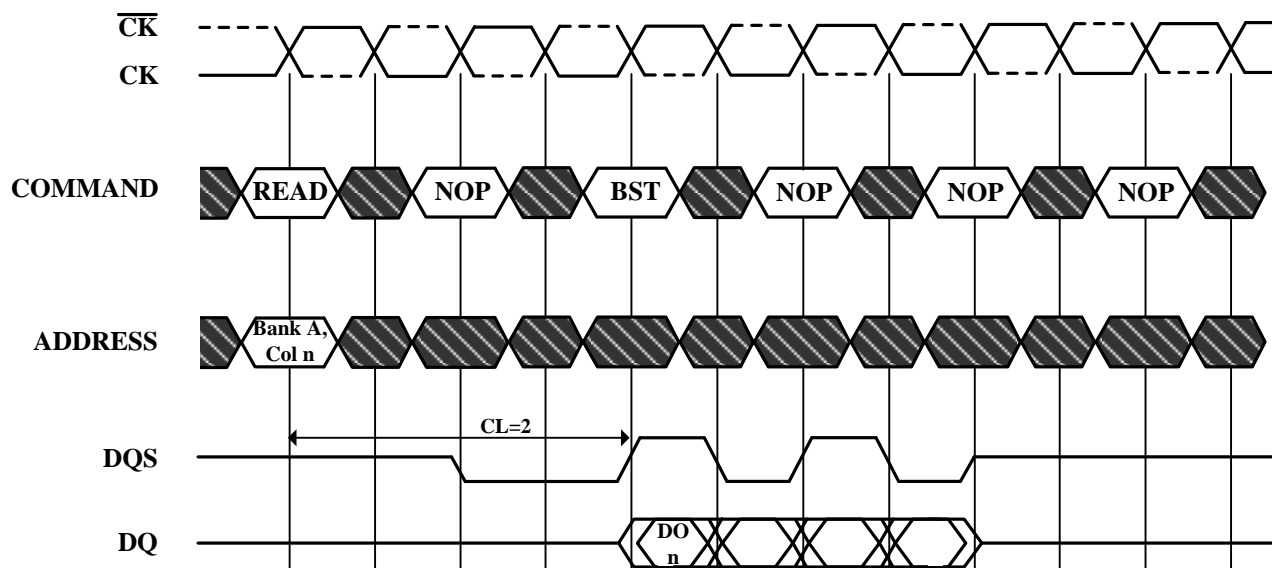 CK
CK
COMMAND
READ
NOP
BST
NOP
NOP
NOP
ADDRESS
Bank A,
Col n
CL=2
DQS
DQ
DO
n